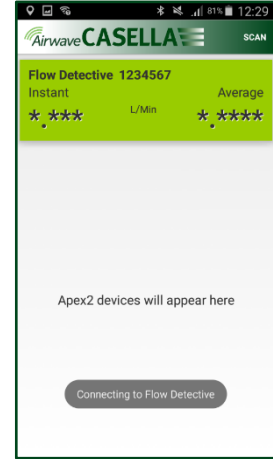 81% 12:29
Airwave CASELLA SCAN
Flow Detective 1234567
Instant Average
*.*** L/Min *.****
Apex2 devices will appear here
Connecting to Flow Detective